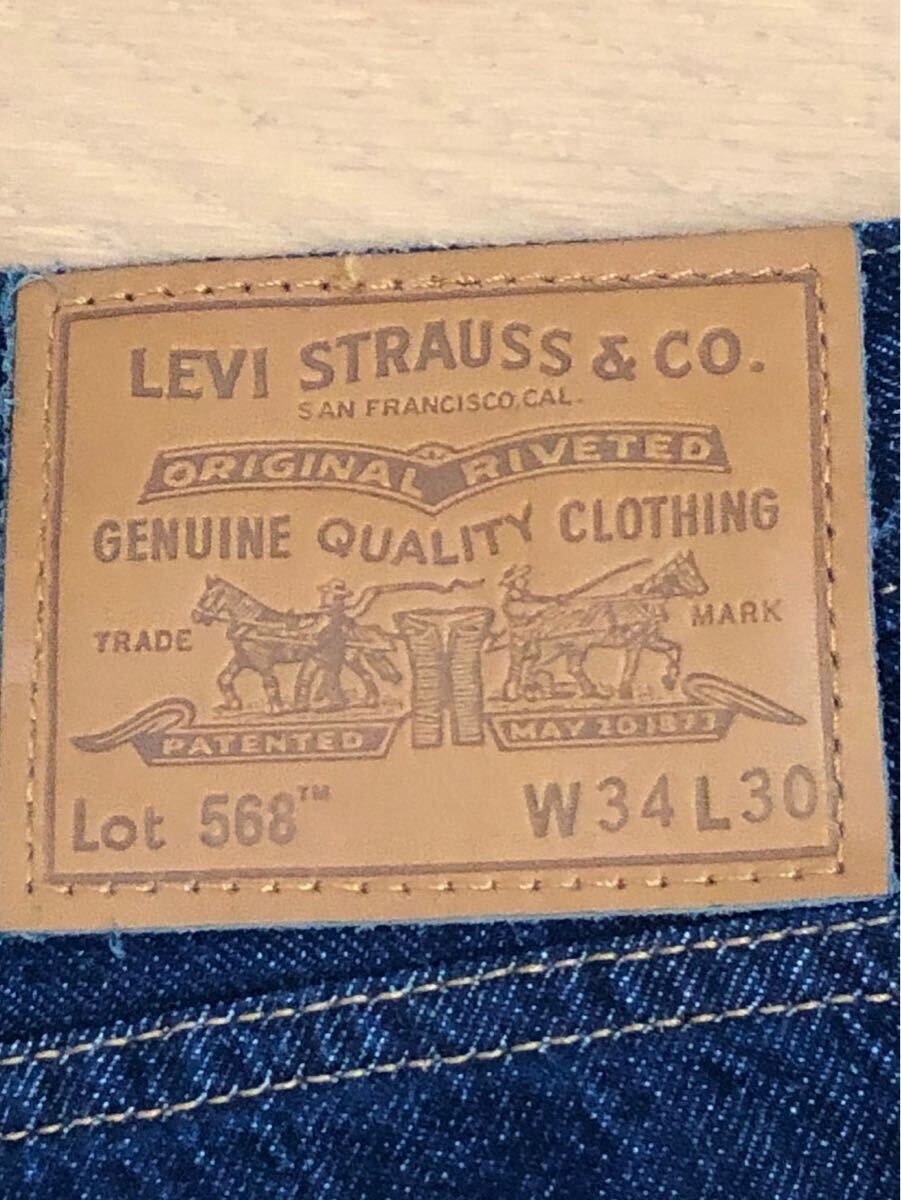 LEVI STRAUSS & CO.
SAN FRANCISCO, CAL.
ORIGINAL RIVETED
GENUINE QUALITY CLOTHING
TRADE MARK
PATENTED MAY 20 1873
Lot 568™ W34 L30